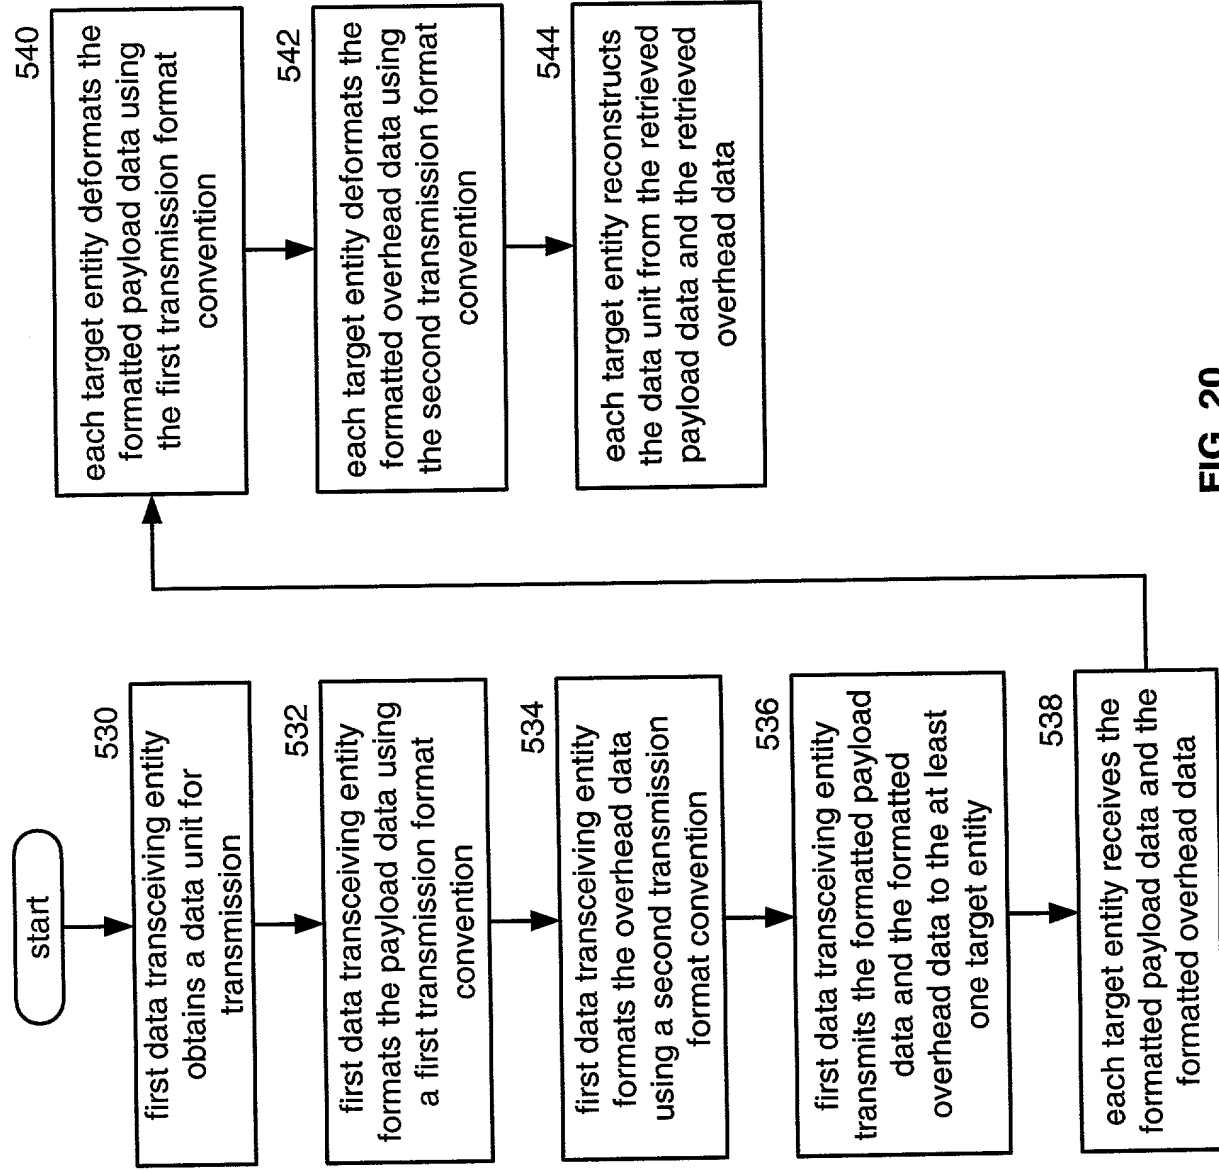 start
530
first data transceiving entity
obtains a data unit for
transmission
532
first data transceiving entity
formats the payload data using
a first transmission format
convention
534
first data transceiving entity
formats the overhead data
using a second transmission
format convention
536
first data transceiving entity
transmits the formatted payload
data and the formatted
overhead data to the at least
one target entity
538
each target entity receives the
formatted payload data and the
formatted overhead data
540
each target entity deformats the
formatted payload data using
the first transmission format
convention
542
each target entity deformats the
formatted overhead data using
the second transmission format
convention
544
each target entity reconstructs
the data unit from the retrieved
payload data and the retrieved
overhead data
FIG. 20